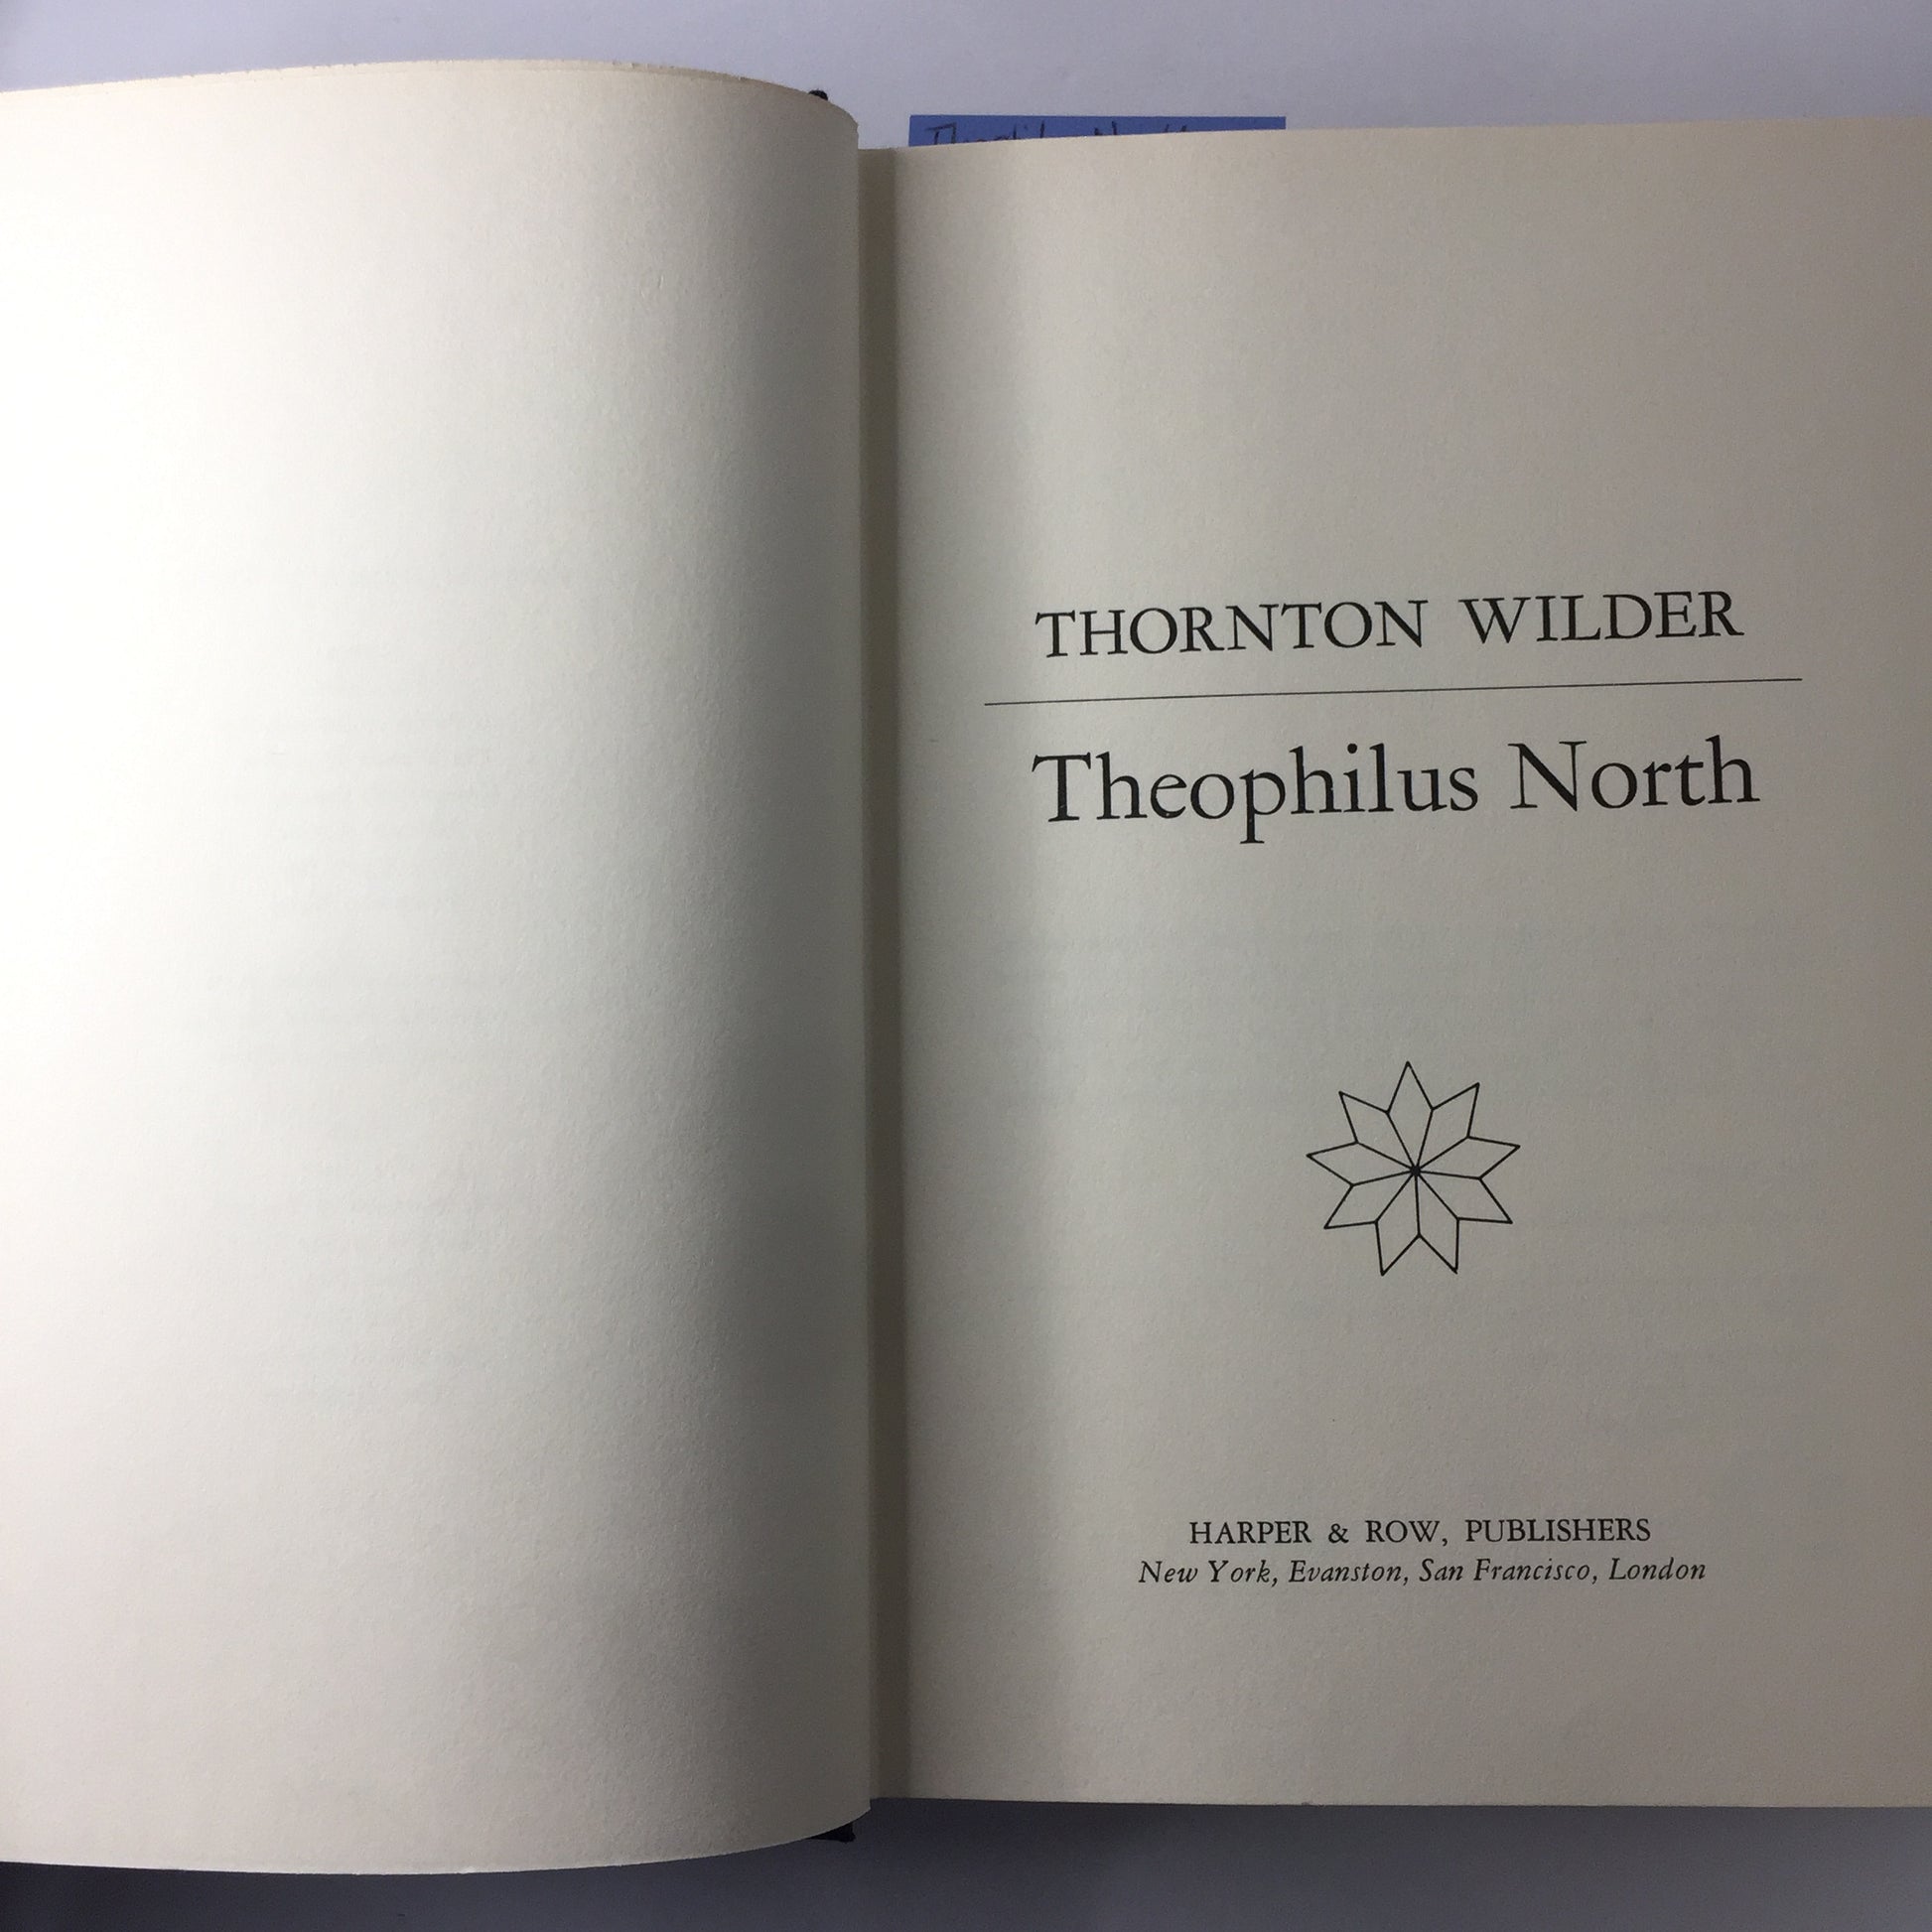 THORNTON WILDER
Theophilus North
HARPER & ROW, PUBLISHERS
New York, Evanston, San Francisco, London